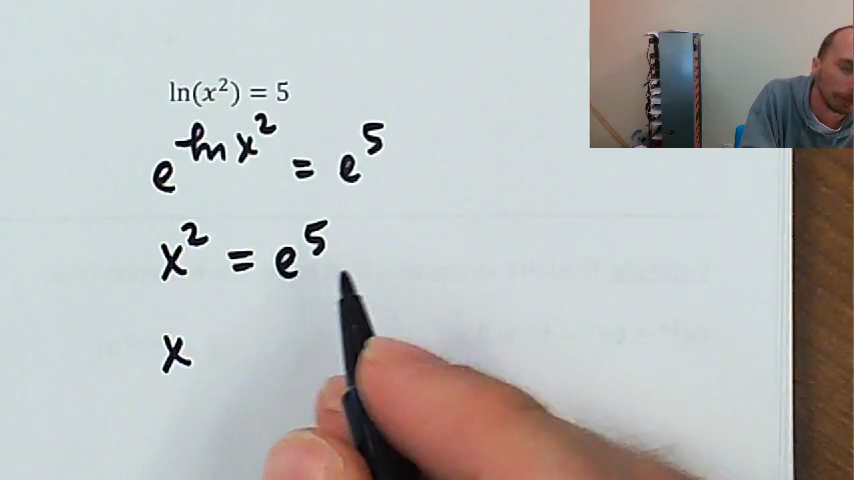 ln(x²) = 5
e^{ln x²} = e⁵
x² = e⁵
x